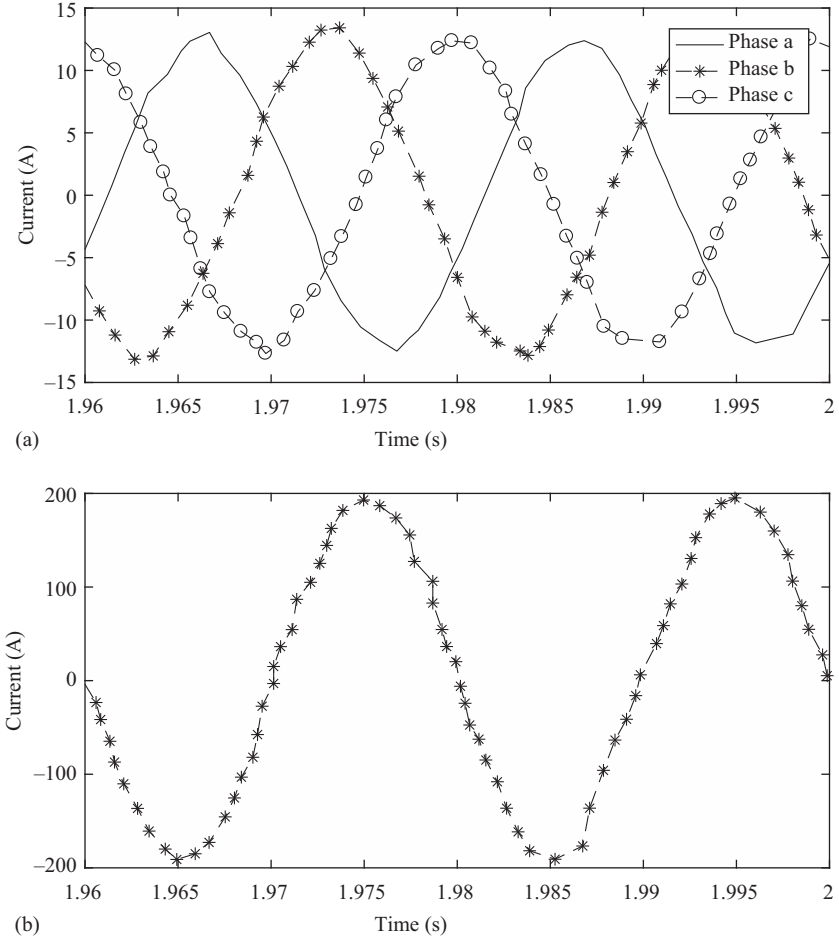 15
10
5
0
–5
–10
–15
Current (A)
Phase a
Phase b
Phase c
1.96 1.965 1.97 1.975 1.98 1.985 1.99 1.995 2
(a) Time (s)
200
100
0
–100
–200
Current (A)
1.96 1.965 1.97 1.975 1.98 1.985 1.99 1.995 2
(b) Time (s)